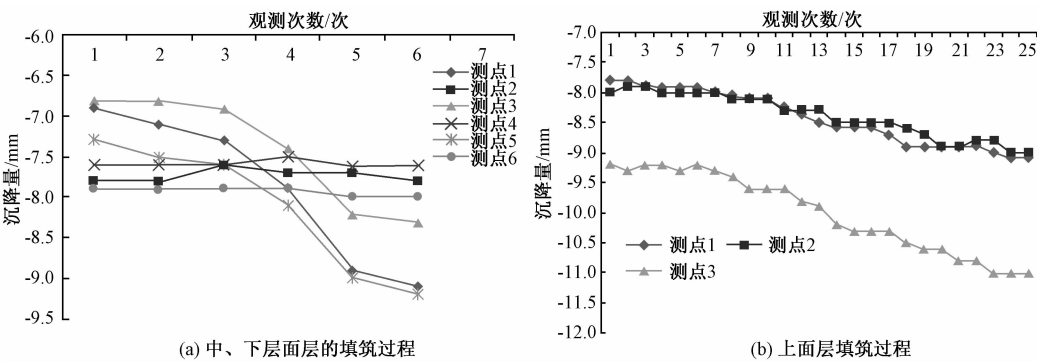 观测次数/次
-6.0
1 2 3 4 5 6 7
-6.5
-7.0
-7.5
-8.0
-8.5
-9.0
-9.5
沉降量/mm
测点1
测点2
测点3
测点4
测点5
测点6
(a) 中、下层面层的填筑过程
观测次数/次
-7.0
1 3 5 7 9 11 13 15 17 19 21 23 25
-7.5
-8.0
-8.5
-9.0
-9.5
-10.0
-10.5
-11.0
-11.5
-12.0
沉降量/mm
测点1 测点2
测点3
(b) 上面层填筑过程